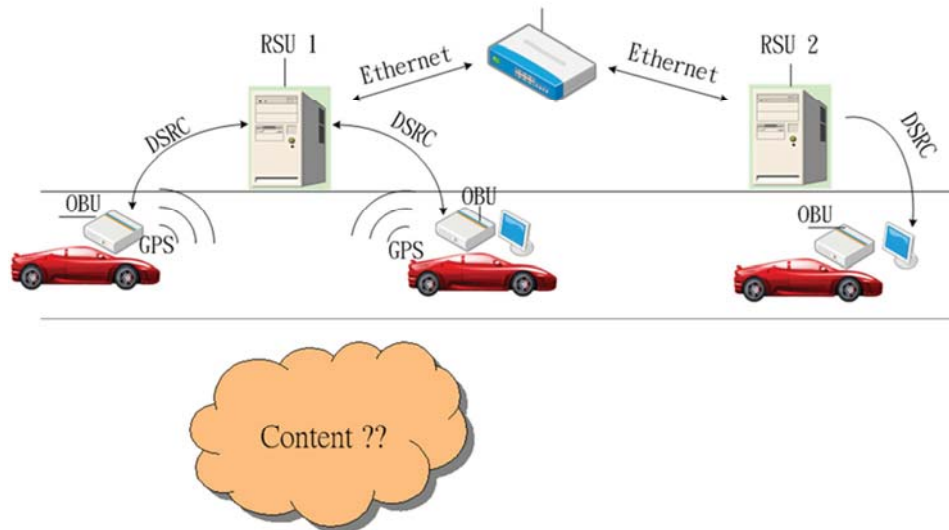 RSU 1
Ethernet
Ethernet
RSU 2
DSRC
DSRC
DSRC
OBU
GPS
OBU
GPS
OBU
Content ??